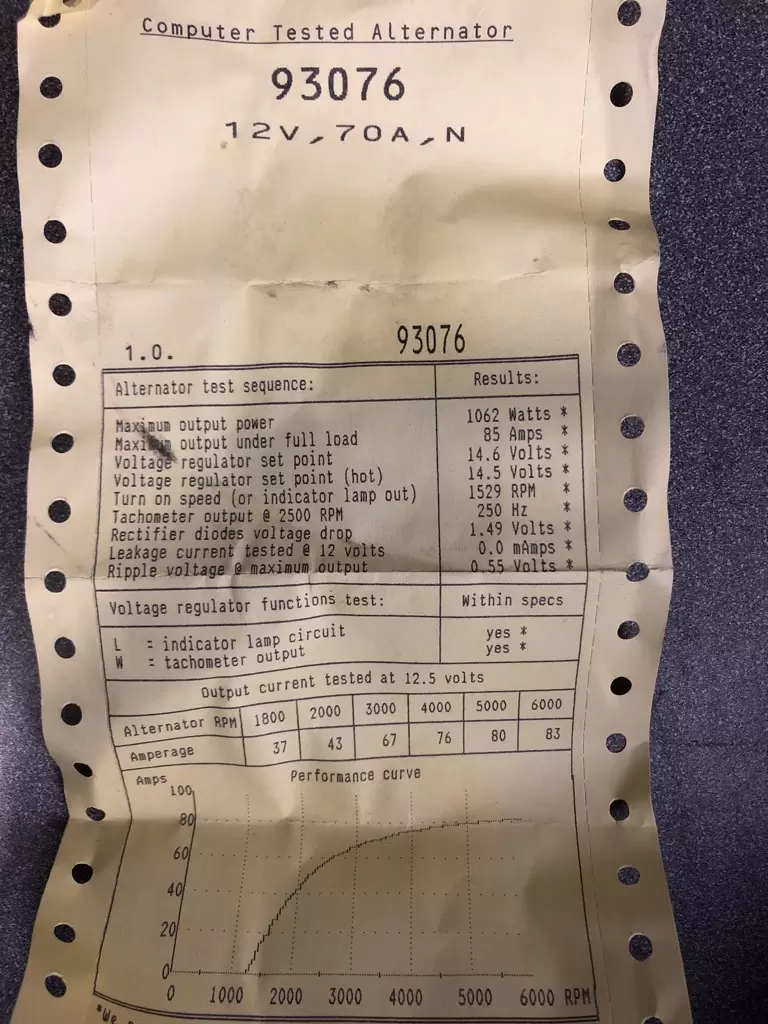 Computer Tested Alternator
93076
12V,70A,N
1.0. 93076
Alternator test sequence: Results:
Maximum output power 1062 Watts *
Maximum output under full load 85 Amps *
Voltage regulator set point 14.6 Volts *
Voltage regulator set point (hot) 14.5 Volts *
Turn on speed (or indicator lamp out) 1529 RPM *
Tachometer output @ 2500 RPM 250 Hz *
Rectifier diodes voltage drop 1.49 Volts *
Leakage current tested @ 12 volts 0.0 mAmps *
Ripple voltage @ maximum output 0.55 Volts *
Voltage regulator functions test: Within specs
L = indicator lamp circuit yes *
W = tachometer output yes *
Output current tested at 12.5 volts
Alternator RPM 1800 2000 3000 4000 5000 6000
Amperage 37 43 67 76 80 83
Amps Performance curve
100
80
60
40
20
0
0 1000 2000 3000 4000 5000 6000 RPM
*We